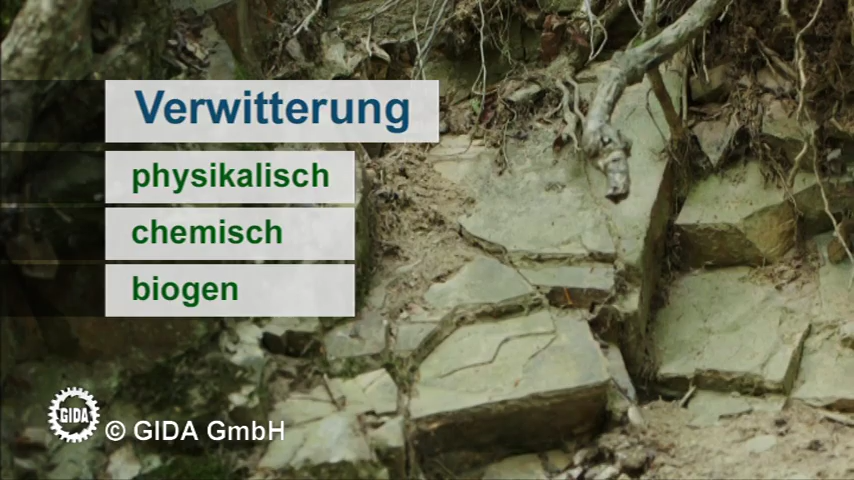 Verwitterung
physikalisch
chemisch
biogen
GIDA
© GIDA GmbH